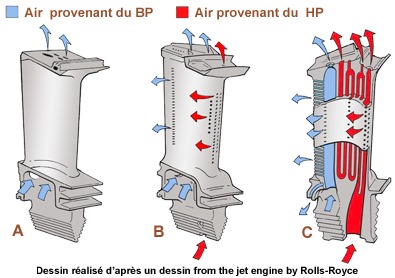 Air provenant du BP
Air provenant du HP
A
B
C
Dessin réalisé d'après un dessin from the jet engine by Rolls-Royce